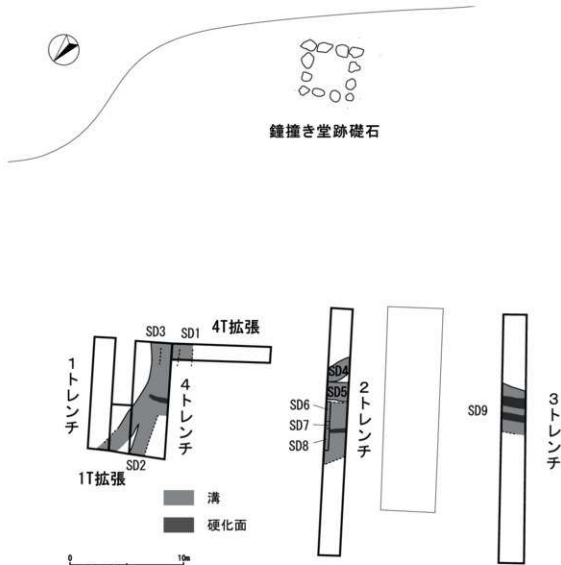 鐘撞き堂跡礎石
4T拡張
SD3
SD1
1トレンチ
4トレンチ
SD2
1T拡張
SD4
SD5
SD6
SD7
SD8
2トレンチ
SD9
3トレンチ
溝
硬化面
0
10m